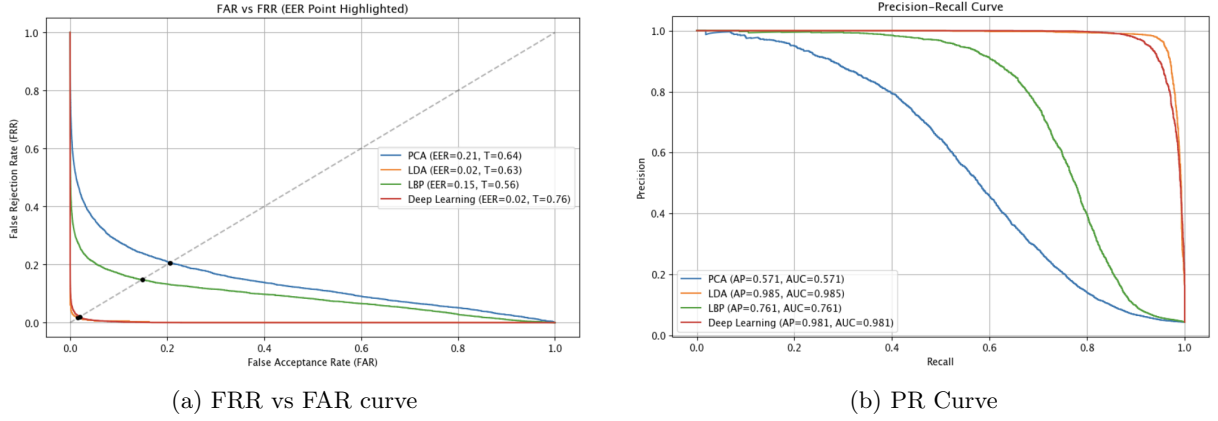 FAR vs FRR (EER Point Highlighted)
1.0
0.8
0.6
0.4
0.2
0.0
False Rejection Rate (FRR)
PCA (EER=0.21, T=0.64)
LDA (EER=0.02, T=0.63)
LBP (EER=0.15, T=0.56)
Deep Learning (EER=0.02, T=0.76)
0.0 0.2 0.4 0.6 0.8 1.0
False Acceptance Rate (FAR)
(a) FRR vs FAR curve
Precision-Recall Curve
1.0
0.8
0.6
0.4
0.2
0.0
Precision
PCA (AP=0.571, AUC=0.571)
LDA (AP=0.985, AUC=0.985)
LBP (AP=0.761, AUC=0.761)
Deep Learning (AP=0.981, AUC=0.981)
0.0 0.2 0.4 0.6 0.8 1.0
Recall
(b) PR Curve